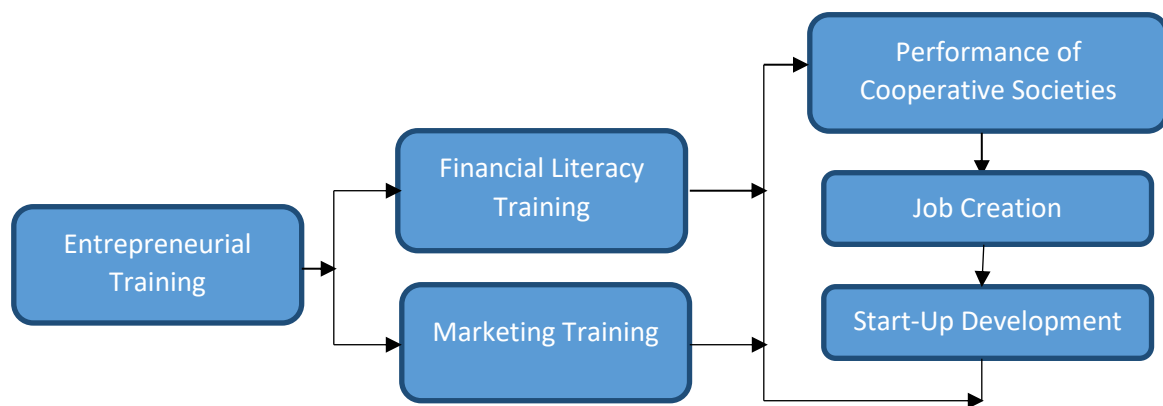 Performance of
Cooperative Societies
Financial Literacy
Training
Job Creation
Entrepreneurial
Training
Marketing Training
Start-Up Development